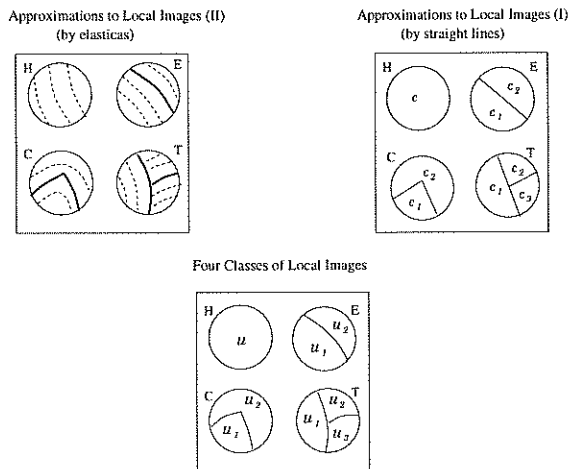 Approximations to Local Images (II)
(by elasticas)
H E
C T
Approximations to Local Images (I)
(by straight lines)
H E
c c₂
c₁
C T
c₂ c₂
c₁ c₁ c₃
Four Classes of Local Images
H E
u u₂
u₁
C T
u₂ u₂
u₁ u₁ u₃